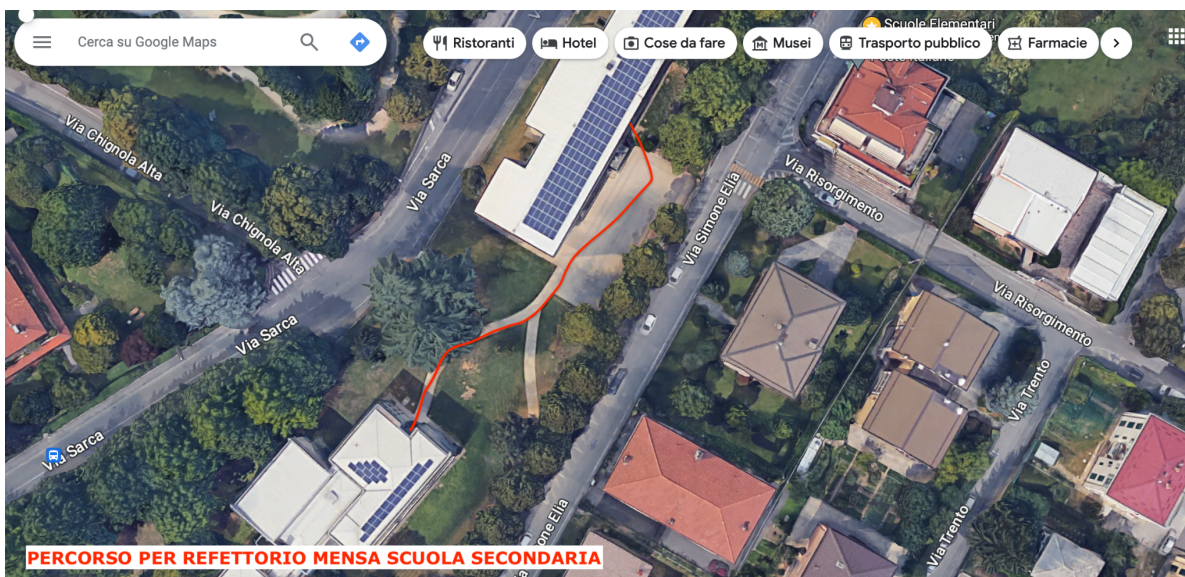 Cerca su Google Maps
Ristoranti
Hotel
Cose da fare
Musei
Trasporto pubblico
Farmacie
Scuole Elementari
Via Chignola Alta
Via Chignola Alta
Via Sarca
Via Simone Elia
Via Risorgimento
Via Risorgimento
Via Sarca
Via Trento
Via Sarca
one Elia
Via Trento
PERCORSO PER REFETTORIO MENSA SCUOLA SECONDARIA